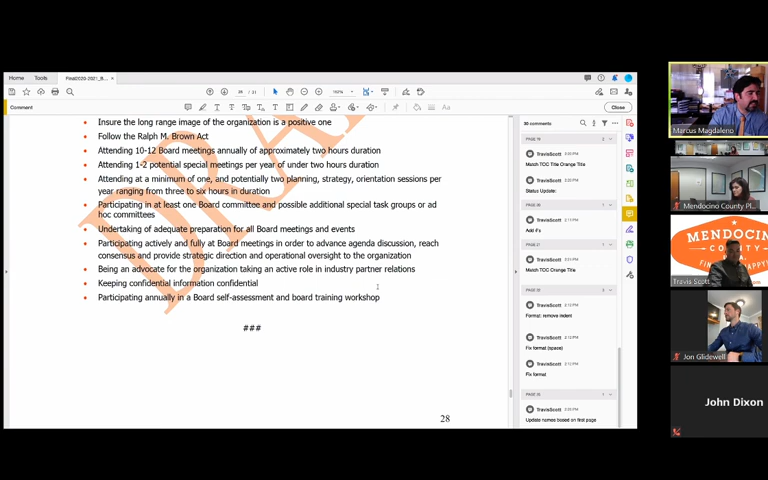 Home
Tools
Final2020-2021_B...
×
28 / 31
Comment
Close
Insure the long range image of the organization is a positive one
Follow the Ralph M. Brown Act
Attending 10-12 Board meetings annually of approximately two hours duration
Attending 1-2 potential special meetings per year of under two hours duration
Attending at a minimum of one, and potentially two planning, strategy, orientation sessions per
year ranging from three to six hours in duration
Participating in at least one Board committee and possible additional special task groups or ad
hoc committees
Undertaking of adequate preparation for all Board meetings and events
Participating actively and fully at Board meetings in order to advance agenda discussion, reach
consensus and provide strategic direction and operational oversight to the organization
Being an advocate for the organization taking an active role in industry partner relations
Keeping confidential information confidential
Participating annually in a Board self-assessment and board training workshop
###
28
DRA
30 comments
TravisScott
Match TOC Title Orange Title
TravisScott
Status Update:
TravisScott
Add #'s
TravisScott
Match TOC Orange Title
TravisScott
Format: remove indent
TravisScott
Fix format (space)
TravisScott
Fix format
TravisScott
Update names based on first page
Marcus Magdaleno
Mendocino County Pl...
MENDOCINO
COUNTY
Travis Scott
Jon Glidewell
John Dixon